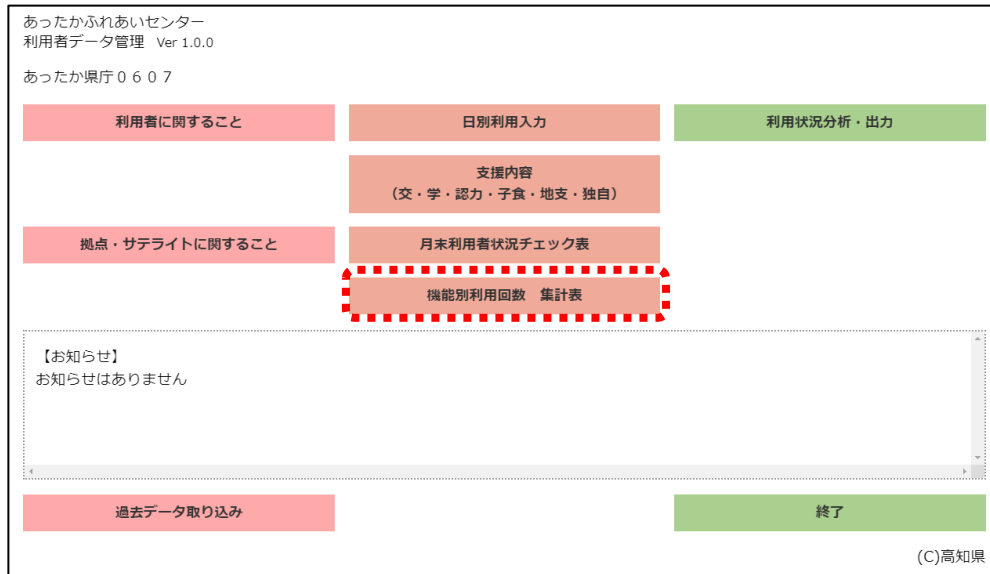 あったかふれあいセンター
利用者データ管理 Ver 1.0.0
あったか県庁０６０７
利用者に関すること
日別利用入力
利用状況分析・出力
支援内容
（交・学・認力・子食・地支・独自）
拠点・サテライトに関すること
月末利用者状況チェック表
機能別利用回数　集計表
【お知らせ】
お知らせはありません
過去データ取り込み
終了
(C)高知県